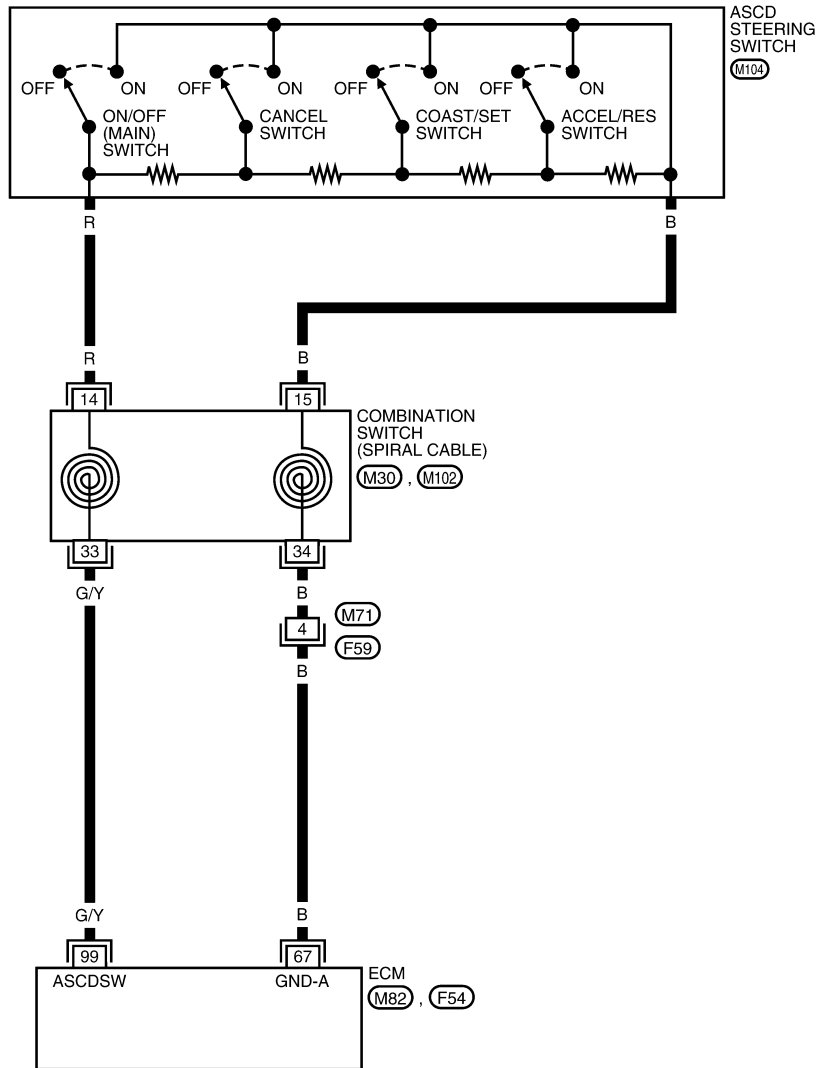 ASCD
STEERING
SWITCH
M104
OFF ON
OFF ON
OFF ON
OFF ON
ON/OFF
(MAIN)
SWITCH
CANCEL
SWITCH
COAST/SET
SWITCH
ACCEL/RES
SWITCH
R
B
R
B
14
15
COMBINATION
SWITCH
(SPIRAL CABLE)
M30 , M102
33
34
G/Y
B
M71
4
F59
B
G/Y
B
99
67
ECM
ASCDSW
GND-A
M82 , F54